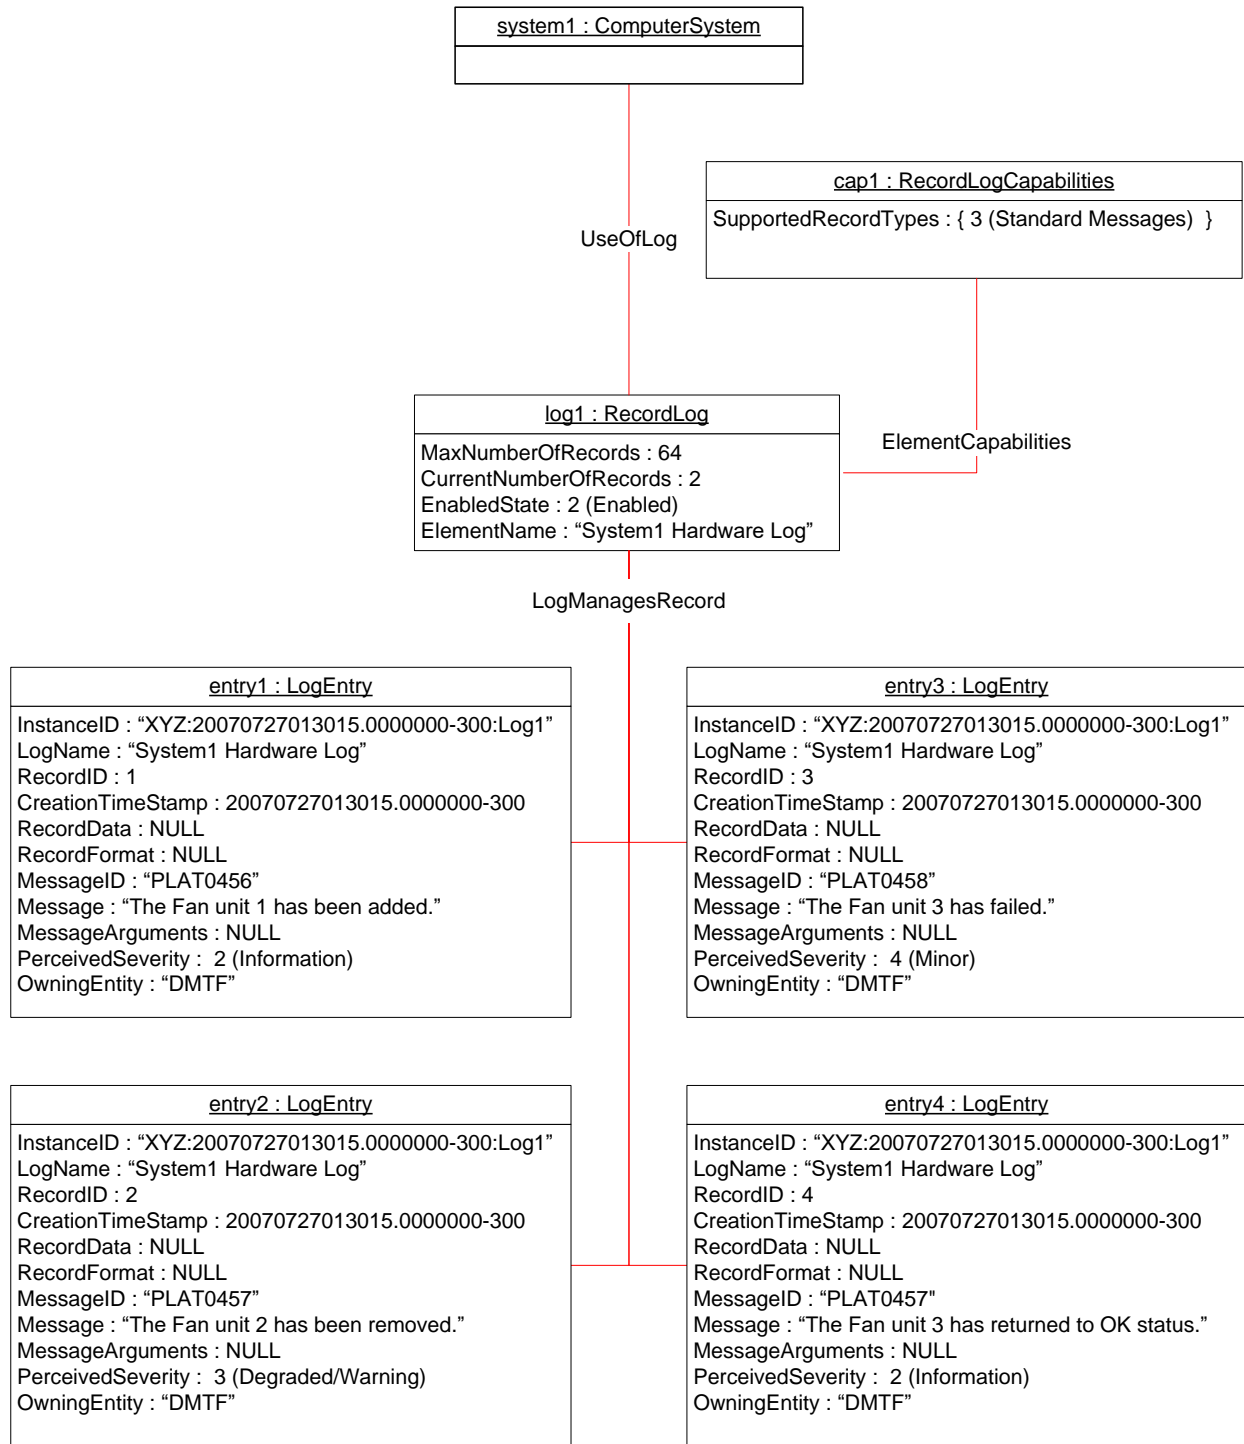 system1 : ComputerSystem
cap1 : RecordLogCapabilities
SupportedRecordTypes : { 3 (Standard Messages)  }
UseOfLog
log1 : RecordLog
MaxNumberOfRecords : 64
CurrentNumberOfRecords : 2
EnabledState : 2 (Enabled)
ElementName : “System1 Hardware Log”
ElementCapabilities
LogManagesRecord
entry1 : LogEntry
InstanceID : “XYZ:20070727013015.0000000-300:Log1”
LogName : “System1 Hardware Log”
RecordID : 1
CreationTimeStamp : 20070727013015.0000000-300
RecordData : NULL
RecordFormat : NULL
MessageID : “PLAT0456”
Message : “The Fan unit 1 has been added.”
MessageArguments : NULL
PerceivedSeverity :  2 (Information)
OwningEntity : “DMTF”
entry3 : LogEntry
InstanceID : “XYZ:20070727013015.0000000-300:Log1”
LogName : “System1 Hardware Log”
RecordID : 3
CreationTimeStamp : 20070727013015.0000000-300
RecordData : NULL
RecordFormat : NULL
MessageID : “PLAT0458”
Message : “The Fan unit 3 has failed.”
MessageArguments : NULL
PerceivedSeverity :  4 (Minor)
OwningEntity : “DMTF”
entry2 : LogEntry
InstanceID : “XYZ:20070727013015.0000000-300:Log1”
LogName : “System1 Hardware Log”
RecordID : 2
CreationTimeStamp : 20070727013015.0000000-300
RecordData : NULL
RecordFormat : NULL
MessageID : “PLAT0457”
Message : “The Fan unit 2 has been removed.”
MessageArguments : NULL
PerceivedSeverity :  3 (Degraded/Warning)
OwningEntity : “DMTF”
entry4 : LogEntry
InstanceID : “XYZ:20070727013015.0000000-300:Log1”
LogName : “System1 Hardware Log”
RecordID : 4
CreationTimeStamp : 20070727013015.0000000-300
RecordData : NULL
RecordFormat : NULL
MessageID : “PLAT0457"
Message : “The Fan unit 3 has returned to OK status.”
MessageArguments : NULL
PerceivedSeverity :  2 (Information)
OwningEntity : “DMTF”